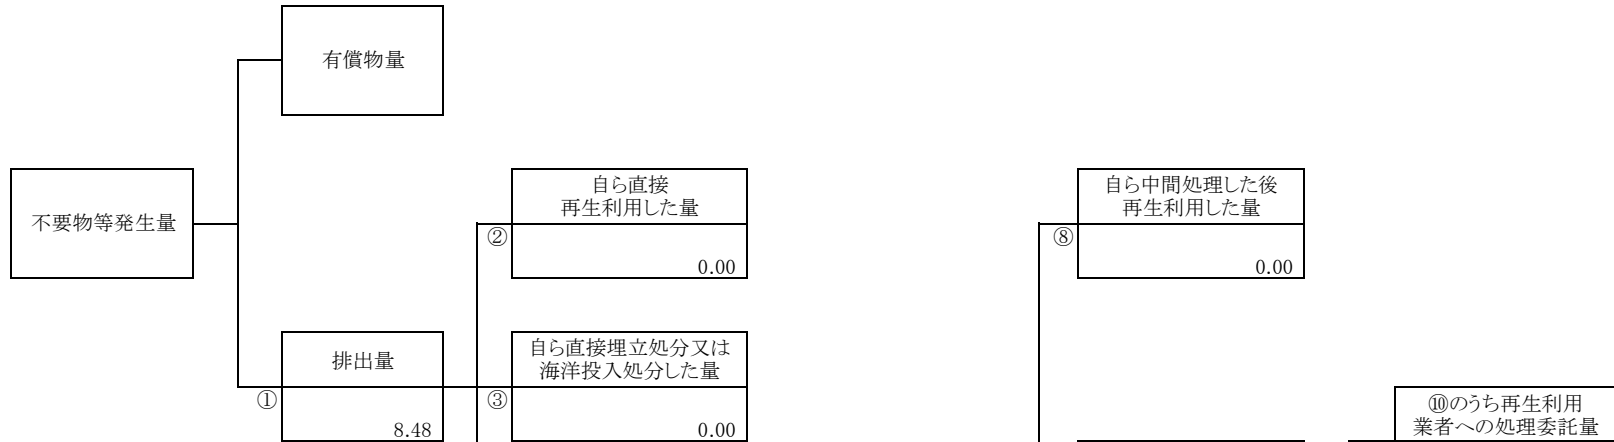 有償物量
不要物等発生量
自ら直接
再生利用した量
②
0.00
自ら中間処理した後
再生利用した量
⑧
0.00
排出量
①
8.48
自ら直接埋立処分又は
海洋投入処分した量
③
0.00
⑩のうち再生利用
業者への処理委託量